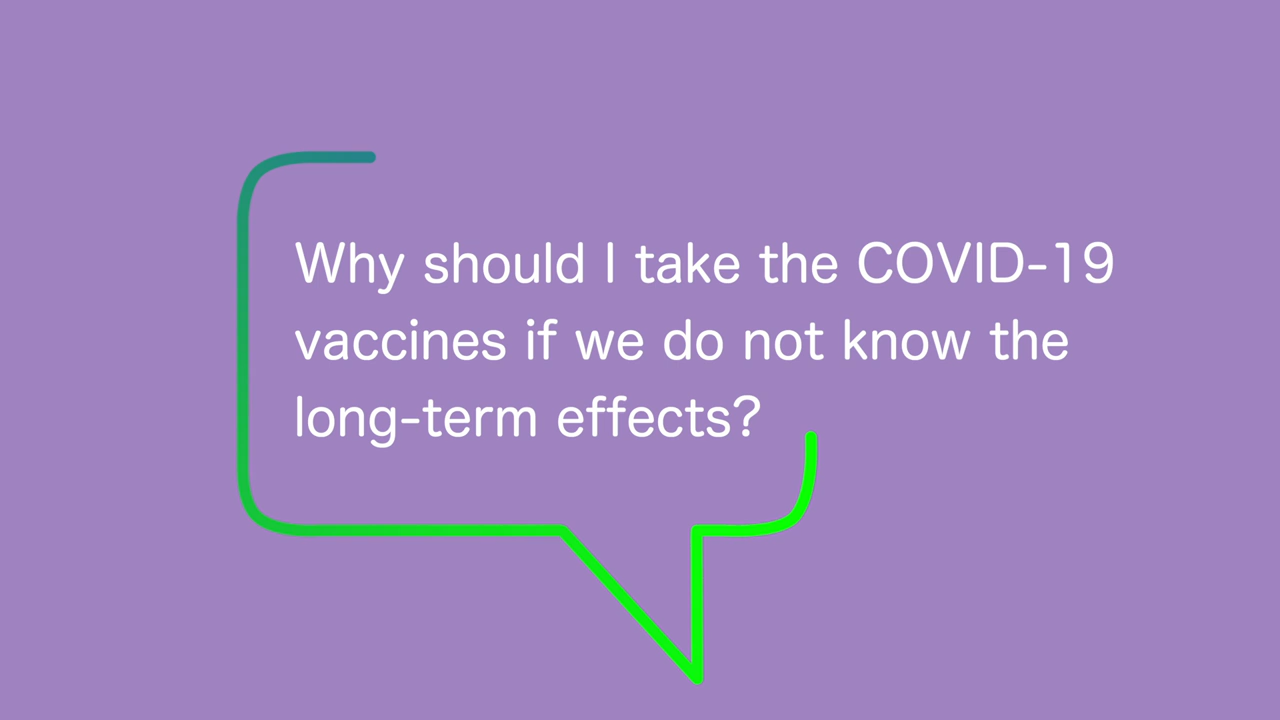 Why should I take the COVID-19
vaccines if we do not know the
long-term effects?